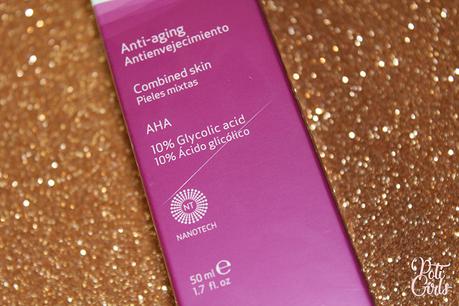 Anti-aging
Antienvejecimiento
Combined skin
Pieles mixtas
AHA
10% Glycolic acid
10% Ácido glicólico
NT
NANOTECH
50 ml e
1.7 fl. oz
Poti
Girls